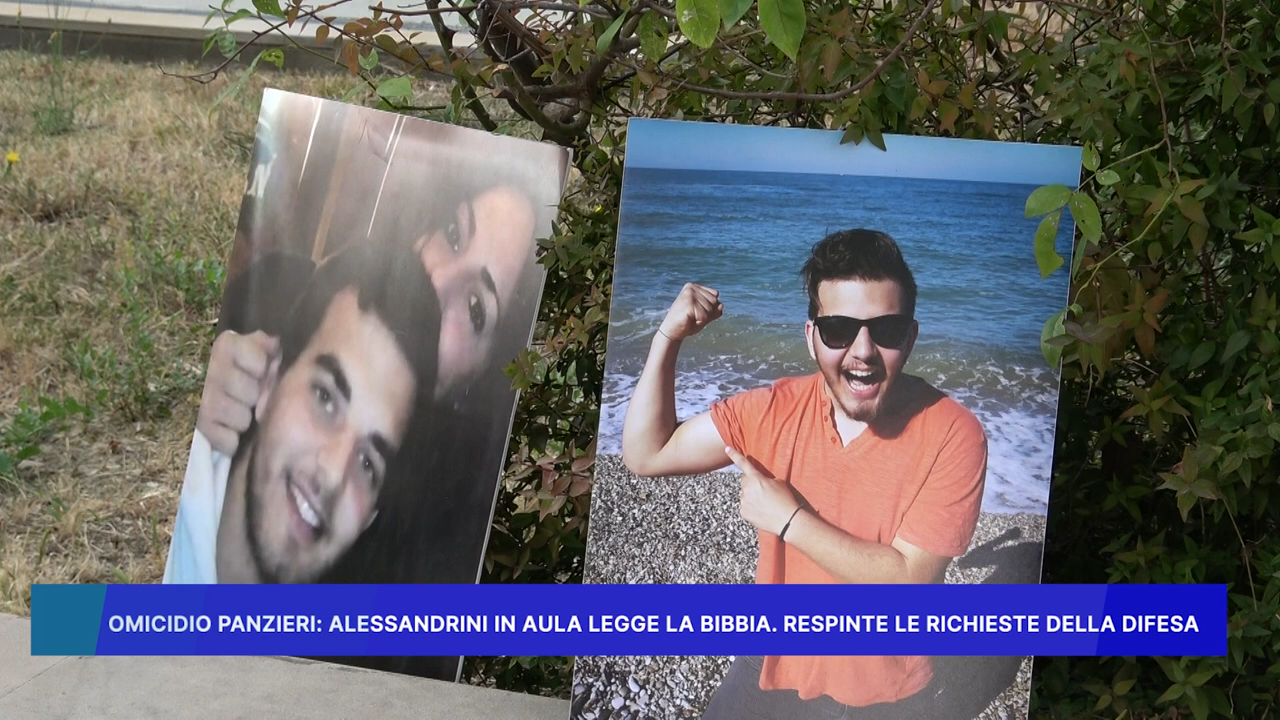 OMICIDIO PANZIERI: ALESSANDRINI IN AULA LEGGE LA BIBBIA. RESPINTE LE RICHIESTE DELLA DIFESA